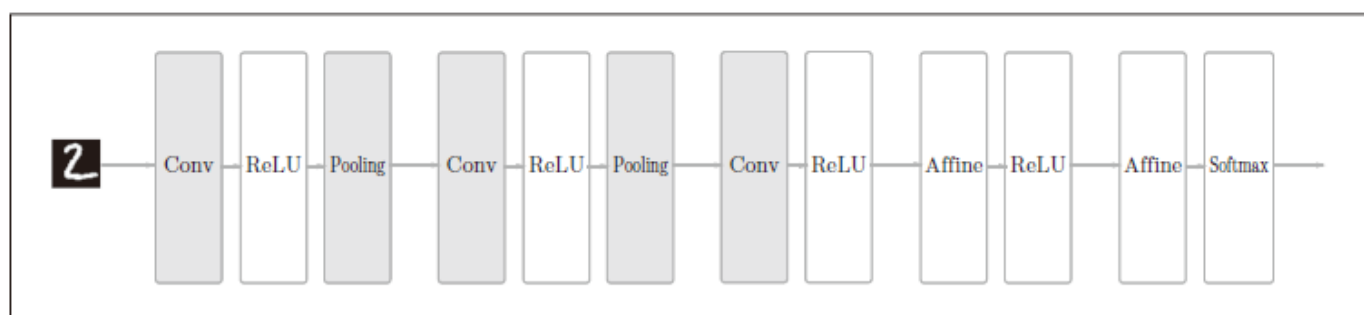 2 Conv ReLU Pooling Conv ReLU Pooling Conv ReLU Affine ReLU Affine Softmax